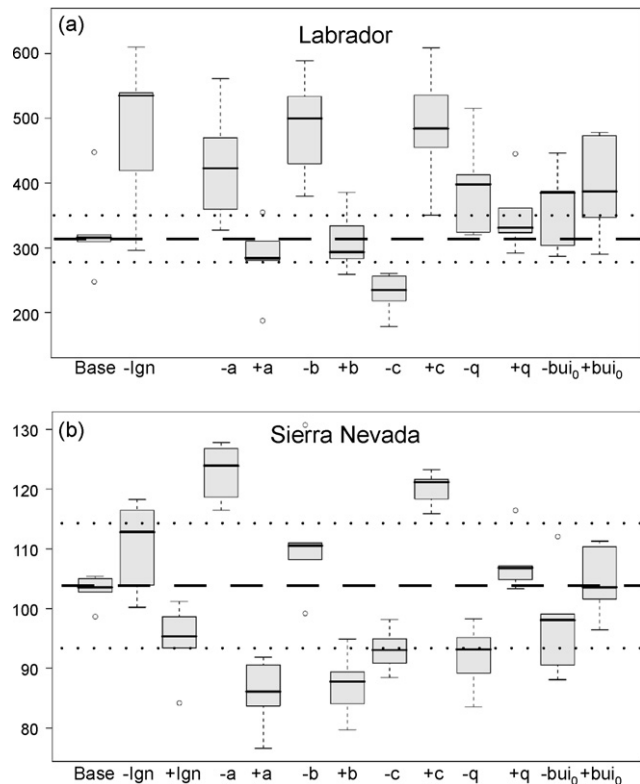 (a)
Labrador
600
500
400
300
200
Base -Ign -a +a -b +b -c +c -q +q -bui₀ +bui₀
(b)
Sierra Nevada
130
120
110
100
90
80
Base -Ign +Ign -a +a -b +b -c +c -q +q -bui₀ +bui₀